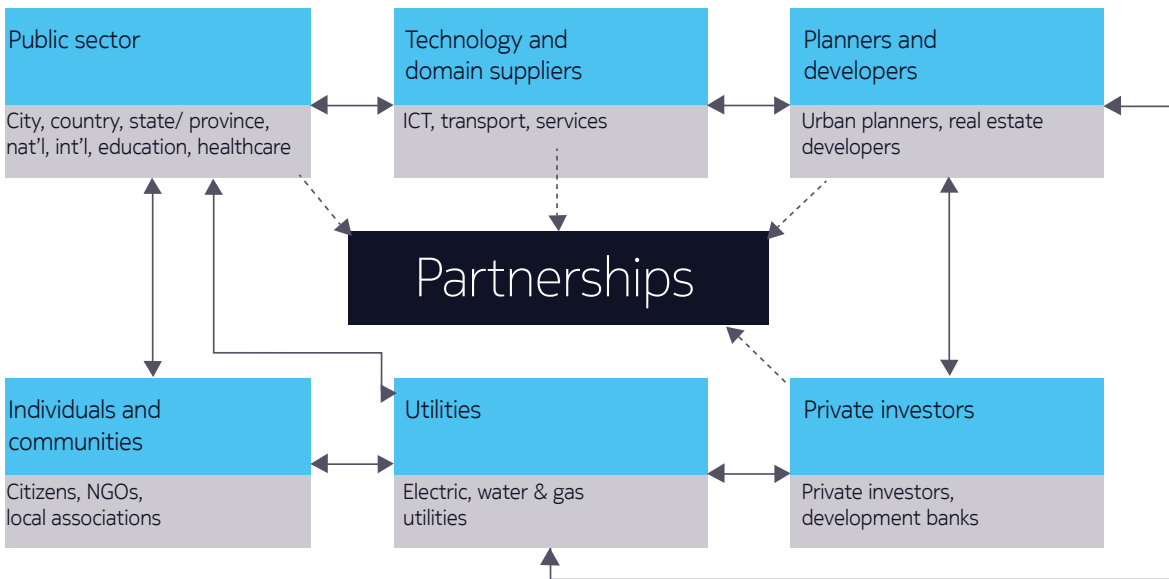 Public sector
City, country, state/ province,
nat'l, int'l, education, healthcare
Technology and
domain suppliers
ICT, transport, services
Planners and
developers
Urban planners, real estate
developers
Partnerships
Individuals and
communities
Citizens, NGOs,
local associations
Utilities
Electric, water & gas
utilities
Private investors
Private investors,
development banks